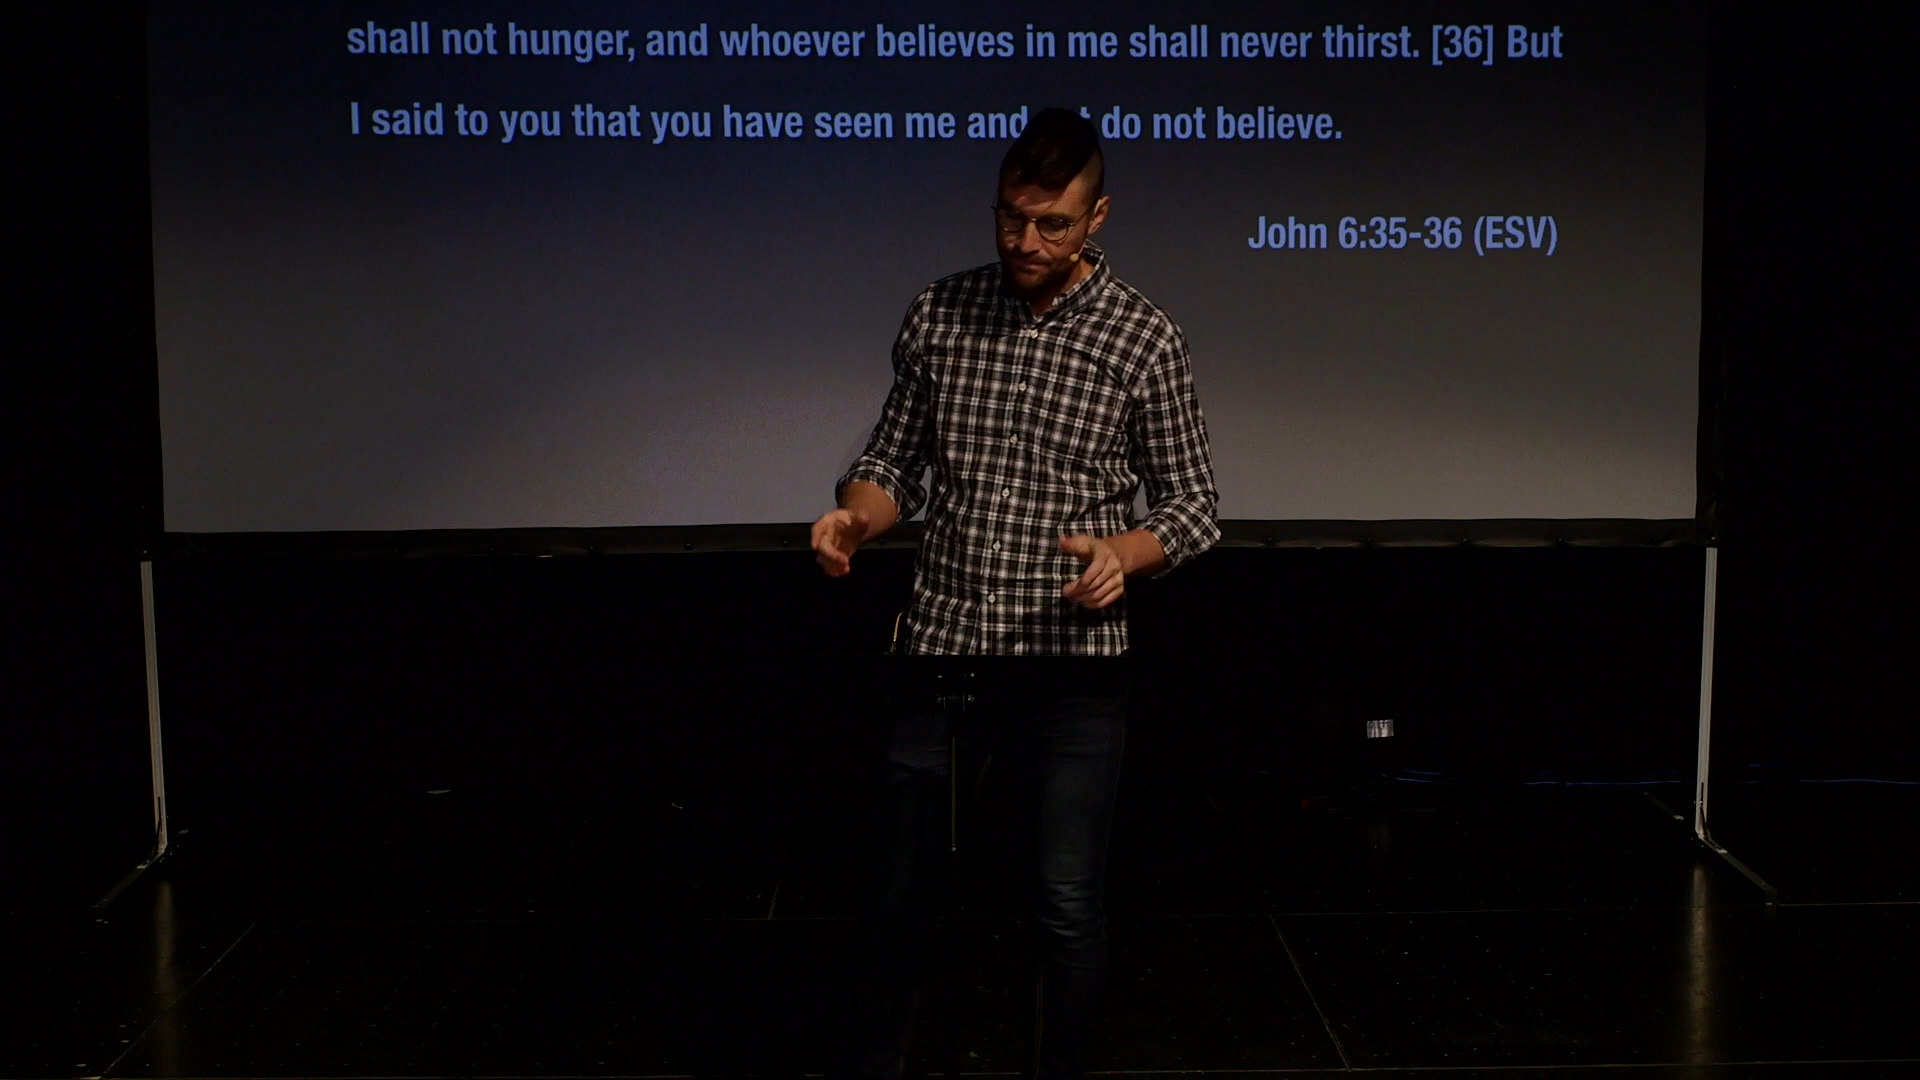 shall not hunger, and whoever believes in me shall never thirst. [36] But
I said to you that you have seen me and do not believe.
John 6:35-36 (ESV)